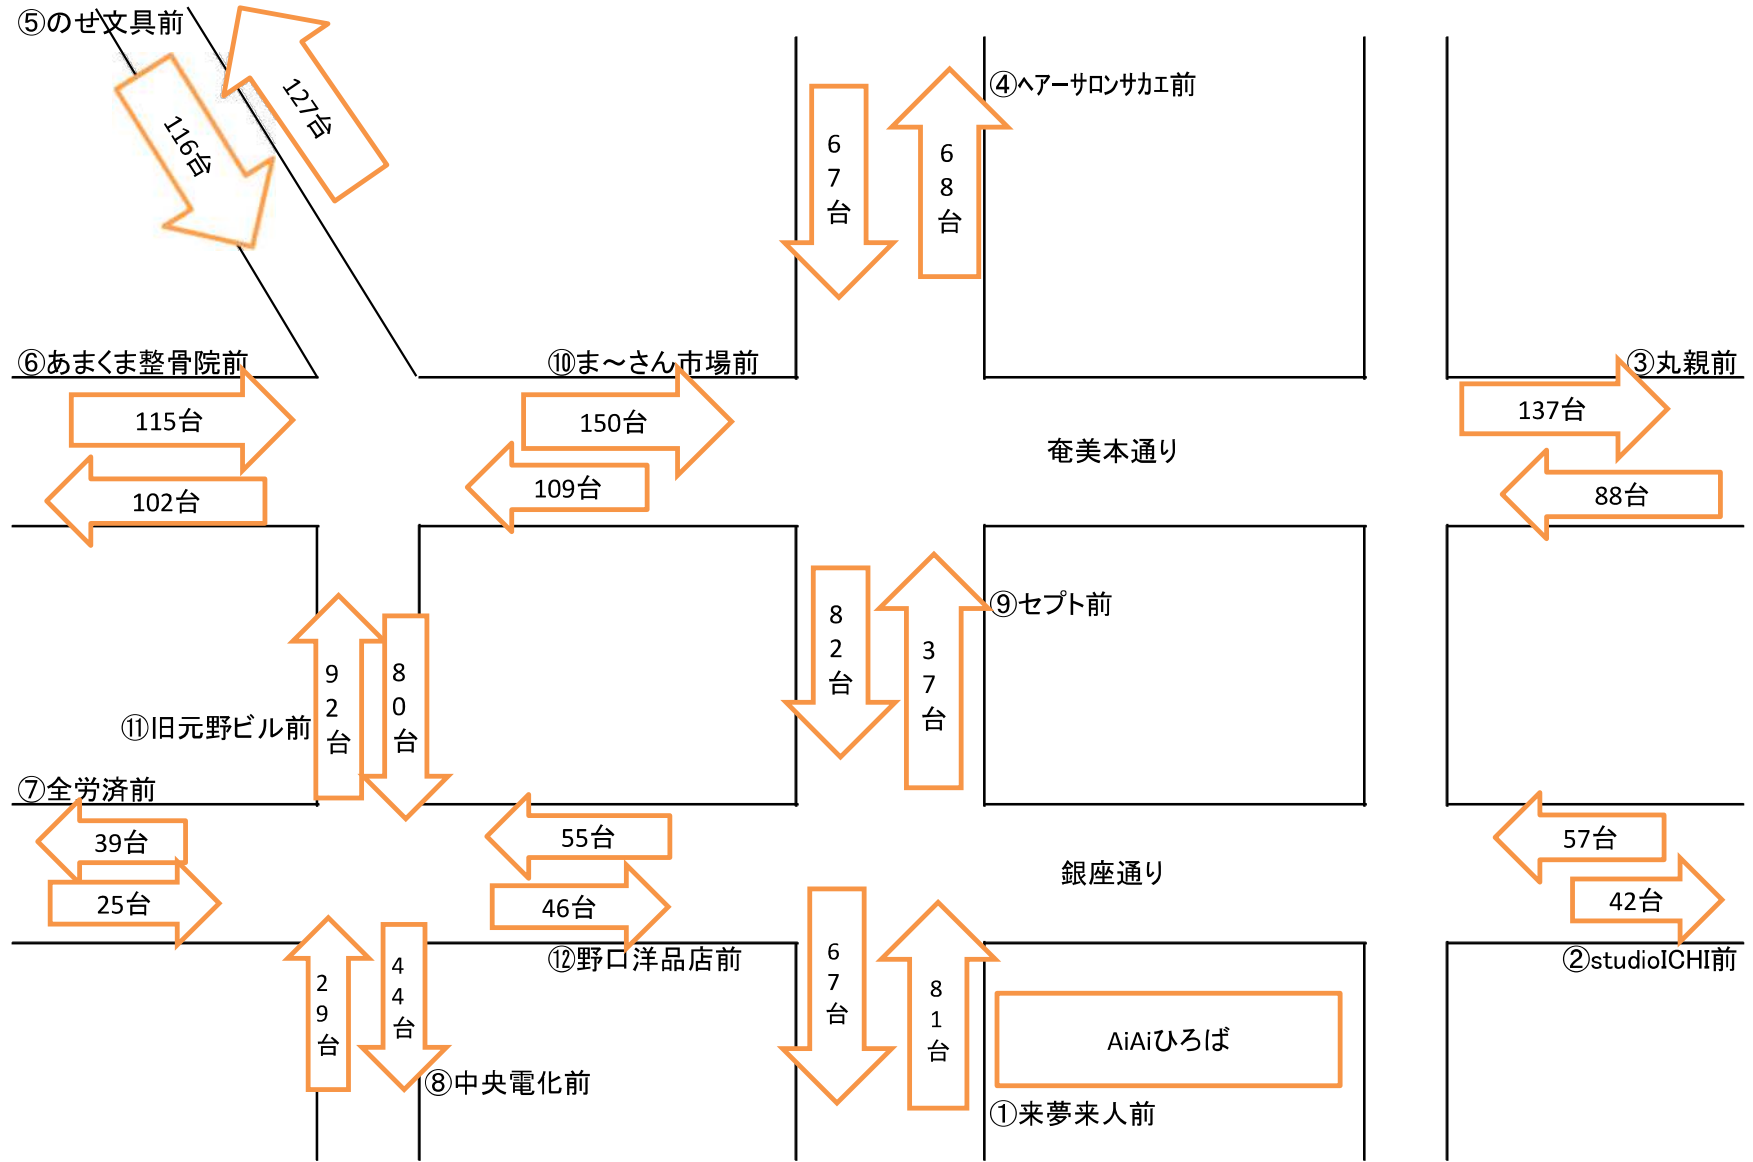 ⑤のせ文具前
116台
127台
67台
68台
④ヘアーサロンサカエ前
⑥あまくま整骨院前
⑩ま～さん市場前
③丸親前
115台
102台
150台
109台
奄美本通り
137台
88台
⑪旧元野ビル前
92台
80台
82台
37台
⑨セプト前
⑦全労済前
39台
25台
55台
46台
銀座通り
57台
42台
29台
44台
⑧中央電化前
⑫野口洋品店前
67台
81台
②studioICHI前
AiAiひろば
①来夢来人前